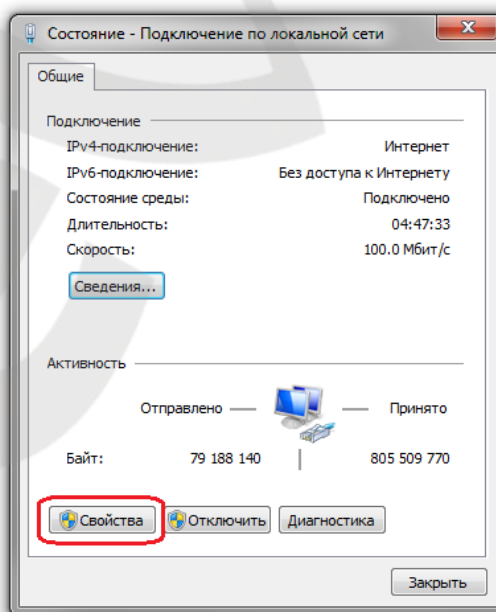 Состояние - Подключение по локальной сети
Общие
Подключение
IPv4-подключение: Интернет
IPv6-подключение: Без доступа к Интернету
Состояние среды: Подключено
Длительность: 04:47:33
Скорость: 100.0 Мбит/с
Сведения...
Активность
Отправлено — — Принято
Байт: 79 188 140 | 805 509 770
Свойства Отключить Диагностика
Закрыть